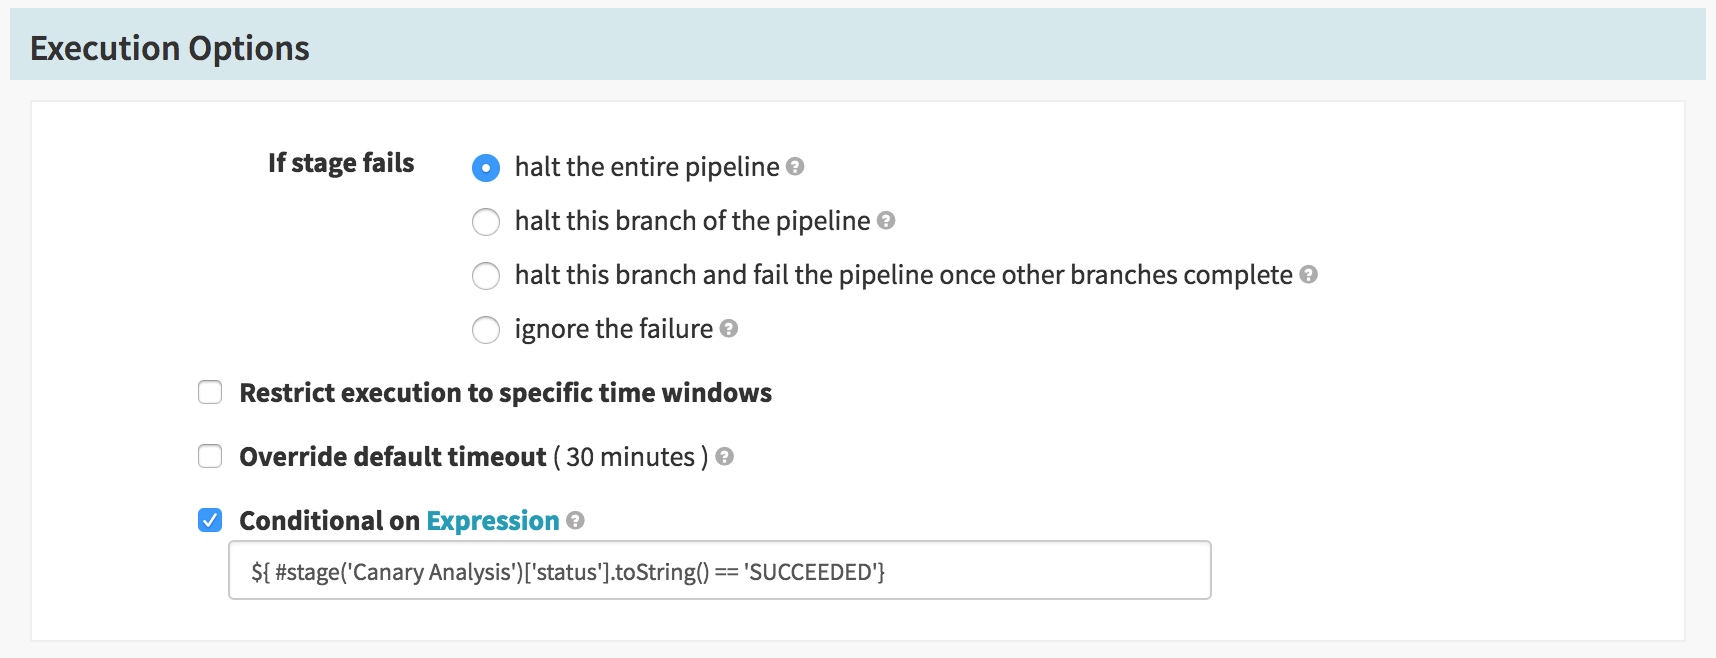 Execution Options
If stage fails
halt the entire pipeline ?
halt this branch of the pipeline ?
halt this branch and fail the pipeline once other branches complete ?
ignore the failure ?
Restrict execution to specific time windows
Override default timeout ( 30 minutes ) ?
Conditional on Expression ?
${ #stage('Canary Analysis')['status'].toString() == 'SUCCEEDED'}